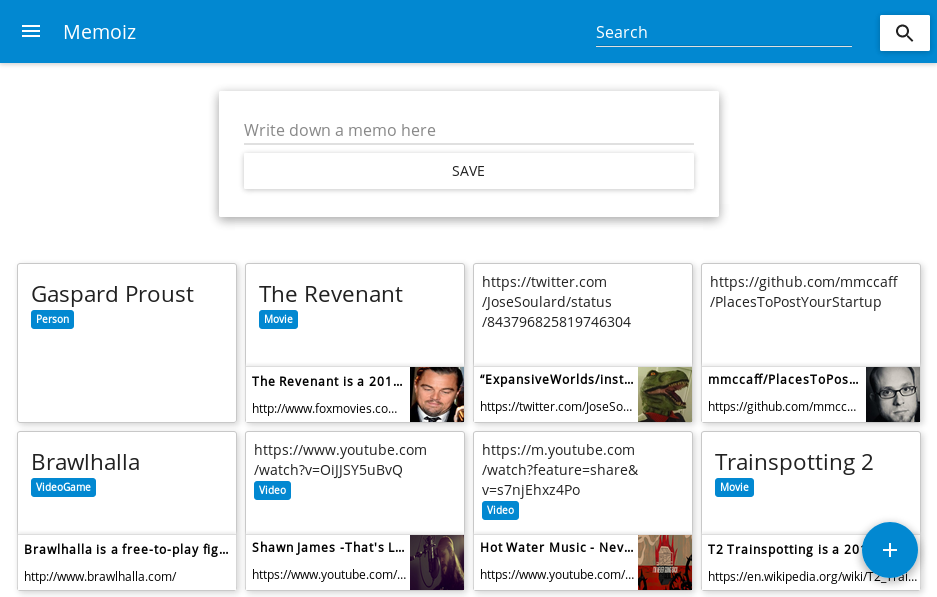 Memoiz
Search
Write down a memo here
SAVE
Gaspard Proust
Person
The Revenant
Movie
The Revenant is a 201...
http://www.foxmovies.co...
https://twitter.com
/JoseSoulard/status
/843796825819746304
“ExpansiveWorlds/inst...
https://twitter.com/JoseSo...
https://github.com/mmccaff
/PlacesToPostYourStartup
mmccaff/PlacesToPos...
https://github.com/mmcc...
Brawlhalla
VideoGame
Brawlhalla is a free-to-play fig...
http://www.brawlhalla.com/
https://www.youtube.com
/watch?v=OiJJSY5uBvQ
Video
Shawn James -That's L...
https://www.youtube.com/...
https://m.youtube.com
/watch?feature=share&
v=s7njEhxz4Po
Video
Hot Water Music - Nev...
https://www.youtube.com/...
Trainspotting 2
Movie
T2 Trainspotting is a 201
https://en.wikipedia.org/wiki/T2_Trai...